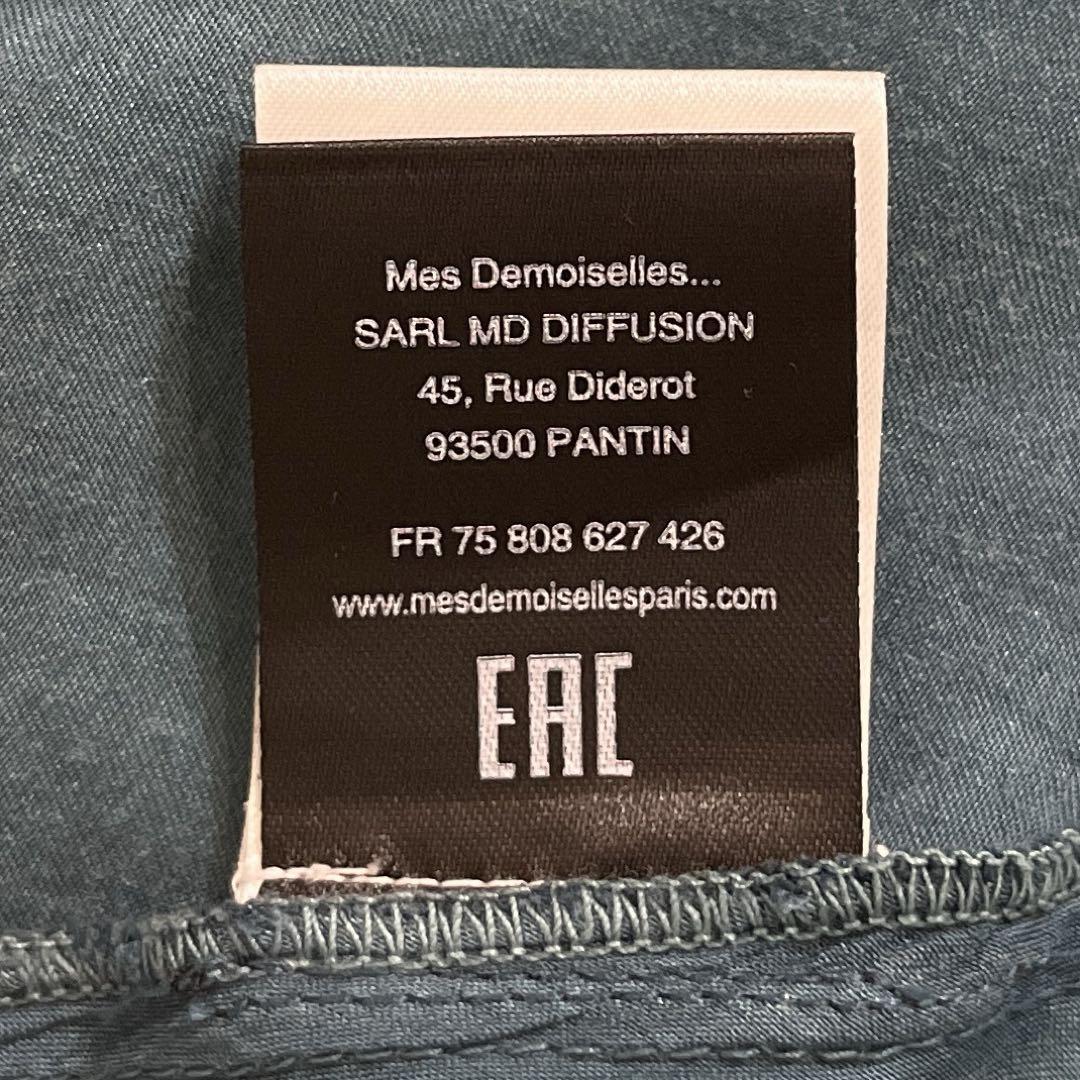 Mes Demoiselles...
SARL MD DIFFUSION
45, Rue Diderot
93500 PANTIN
FR 75 808 627 426
www.mesdemoisellesparis.com
EAC